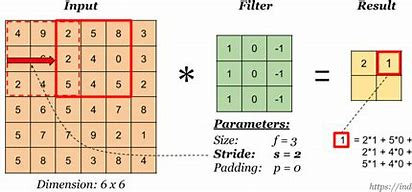 Input Filter Result
4 9 2 5 8 3
2 4 0 3
2 4 5 4 5 2
5 6 5 4 7 8
5 7 7 9 2 1
5 8 5 3 8 4
Dimension: 6 x 6
*
1 0 -1
1 0 -1
1 0 -1
Parameters:
Size: f = 3
Stride: s = 2
Padding: p = 0
=
2 1
1 = 2*1 + 5*0 +
2*1 + 4*0 +
5*1 + 4*0 +
https://ind